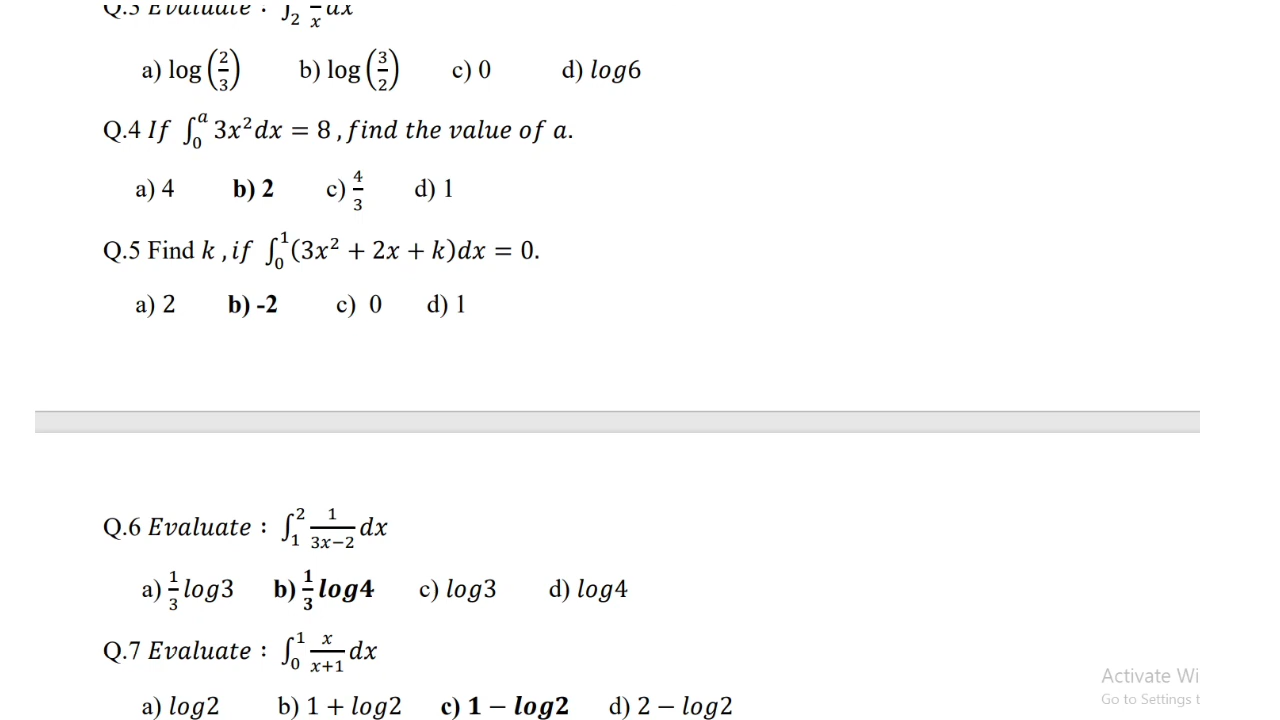 a) log (2/3) b) log (3/2) c) 0 d) log6
Q.4 If ∫₀ᵃ 3x²dx = 8 , find the value of a.
a) 4 b) 2 c) 4/3 d) 1
Q.5 Find k , if ∫₀¹(3x² + 2x + k)dx = 0.
a) 2 b) -2 c) 0 d) 1
Q.6 Evaluate : ∫₁² 1/(3x−2) dx
a) 1/3 log3 b) 1/3 log4 c) log3 d) log4
Q.7 Evaluate : ∫₀¹ x/(x+1) dx
a) log2 b) 1 + log2 c) 1 − log2 d) 2 − log2
Activate Wi
Go to Settings t